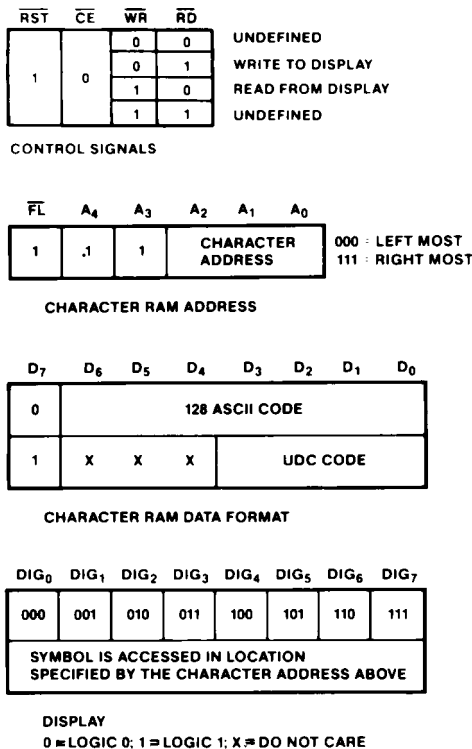 RST CE WR RD
0 0 UNDEFINED
1 0 0 1 WRITE TO DISPLAY
1 0 READ FROM DISPLAY
1 1 UNDEFINED
CONTROL SIGNALS
FL A4 A3 A2 A1 A0
1 .1 1 CHARACTER ADDRESS 000 : LEFT MOST
111 : RIGHT MOST
CHARACTER RAM ADDRESS
D7 D6 D5 D4 D3 D2 D1 D0
0 128 ASCII CODE
1 X X X UDC CODE
CHARACTER RAM DATA FORMAT
DIG0 DIG1 DIG2 DIG3 DIG4 DIG5 DIG6 DIG7
000 001 010 011 100 101 110 111
SYMBOL IS ACCESSED IN LOCATION
SPECIFIED BY THE CHARACTER ADDRESS ABOVE
DISPLAY
0 = LOGIC 0; 1 = LOGIC 1; X = DO NOT CARE